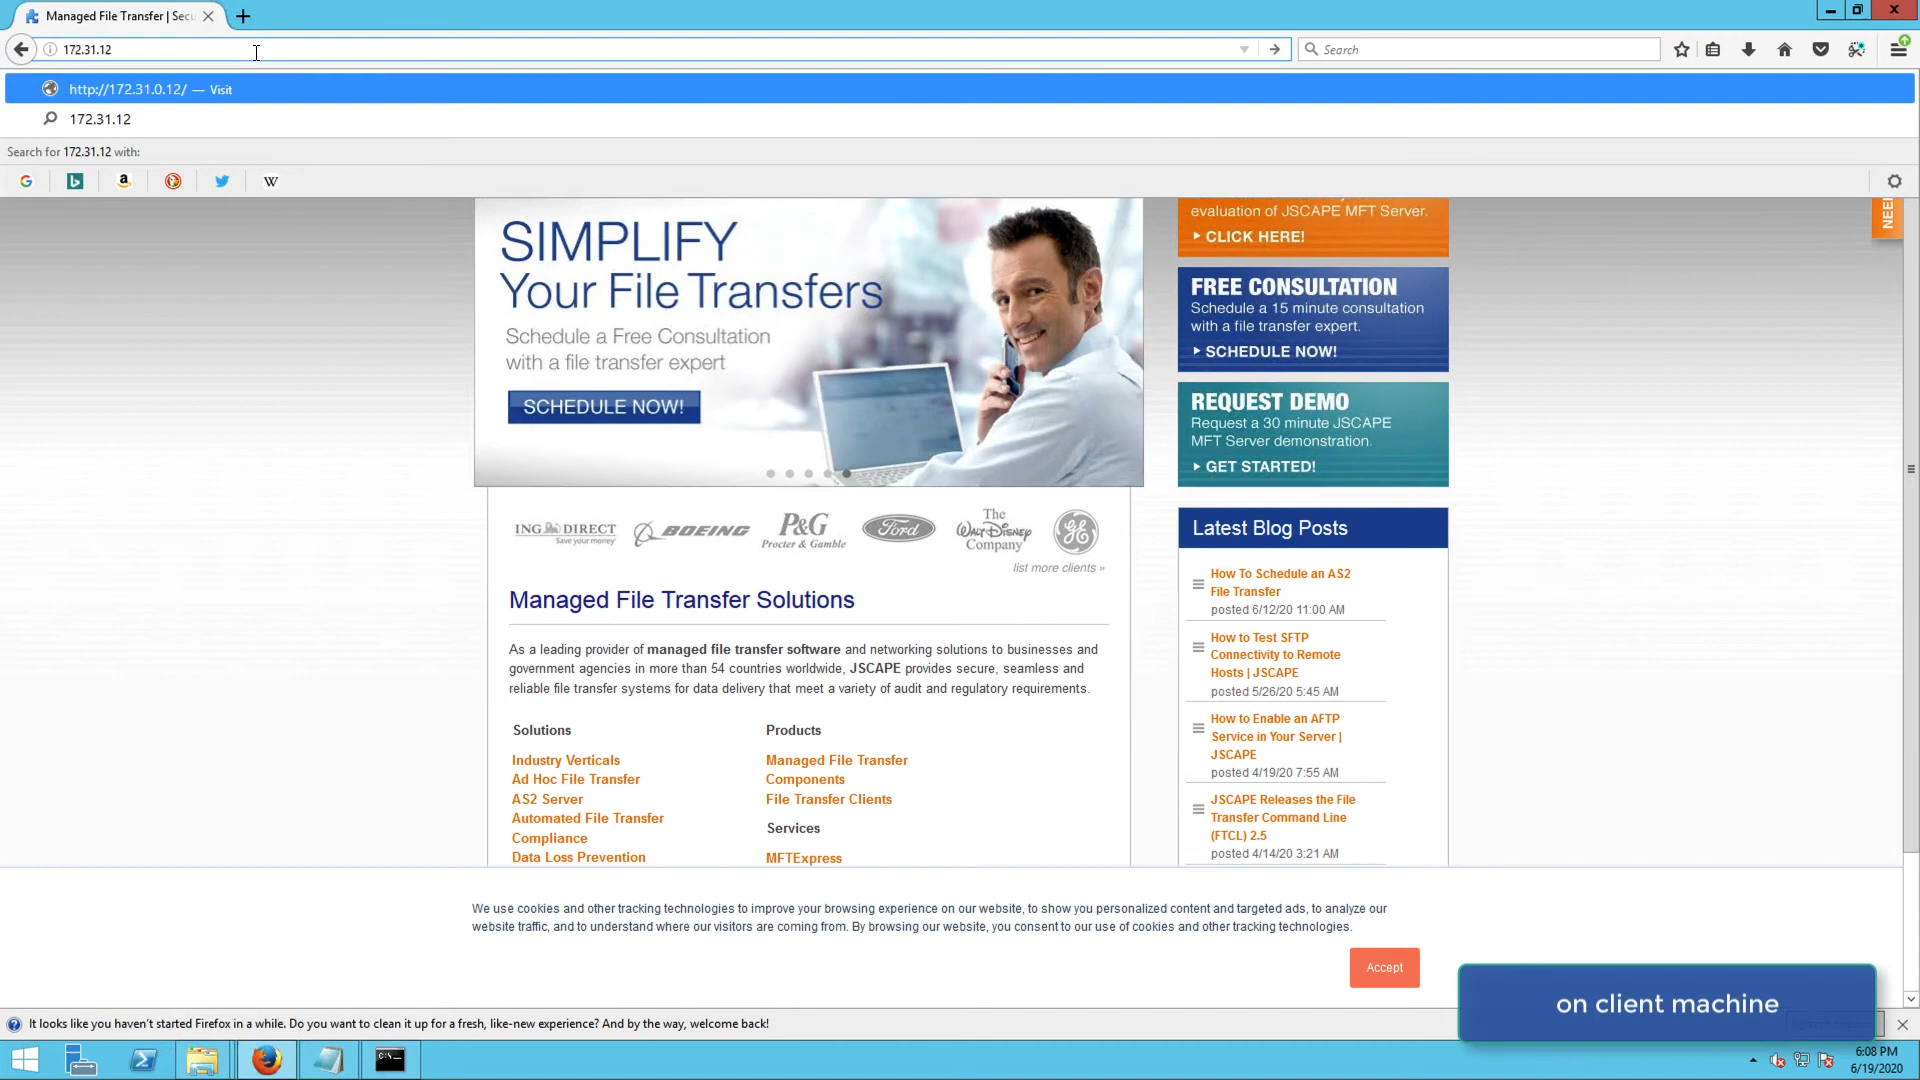 Managed File Transfer | Secu
172.31.12
Search
http://172.31.0.12/ — Visit
172.31.12
Search for 172.31.12 with:
SIMPLIFY
Your File Transfers
Schedule a Free Consultation
with a file transfer expert
SCHEDULE NOW!
evaluation of JSCAPE MFT Server.
CLICK HERE!
FREE CONSULTATION
Schedule a 15 minute consultation
with a file transfer expert.
SCHEDULE NOW!
REQUEST DEMO
Request a 30 minute JSCAPE
MFT Server demonstration.
GET STARTED!
NEE
ING DIRECT
Save your money
BOEING
P&G
Procter & Gamble
Ford
The
WALT DISNEY
Company
GE
list more clients »
Managed File Transfer Solutions
As a leading provider of managed file transfer software and networking solutions to businesses and
government agencies in more than 54 countries worldwide, JSCAPE provides secure, seamless and
reliable file transfer systems for data delivery that meet a variety of audit and regulatory requirements.
Solutions
Industry Verticals
Ad Hoc File Transfer
AS2 Server
Automated File Transfer
Compliance
Data Loss Prevention
Products
Managed File Transfer
Components
File Transfer Clients
Services
MFTExpress
Latest Blog Posts
How To Schedule an AS2
File Transfer
posted 6/12/20 11:00 AM
How to Test SFTP
Connectivity to Remote
Hosts | JSCAPE
posted 5/26/20 5:45 AM
How to Enable an AFTP
Service in Your Server |
JSCAPE
posted 4/19/20 7:55 AM
JSCAPE Releases the File
Transfer Command Line
(FTCL) 2.5
posted 4/14/20 3:21 AM
We use cookies and other tracking technologies to improve your browsing experience on our website, to show you personalized content and targeted ads, to analyze our
website traffic, and to understand where our visitors are coming from. By browsing our website, you consent to our use of cookies and other tracking technologies.
Accept
on client machine
It looks like you haven't started Firefox in a while. Do you want to clean it up for a fresh, like-new experience? And by the way, welcome back!
6:08 PM
6/19/2020